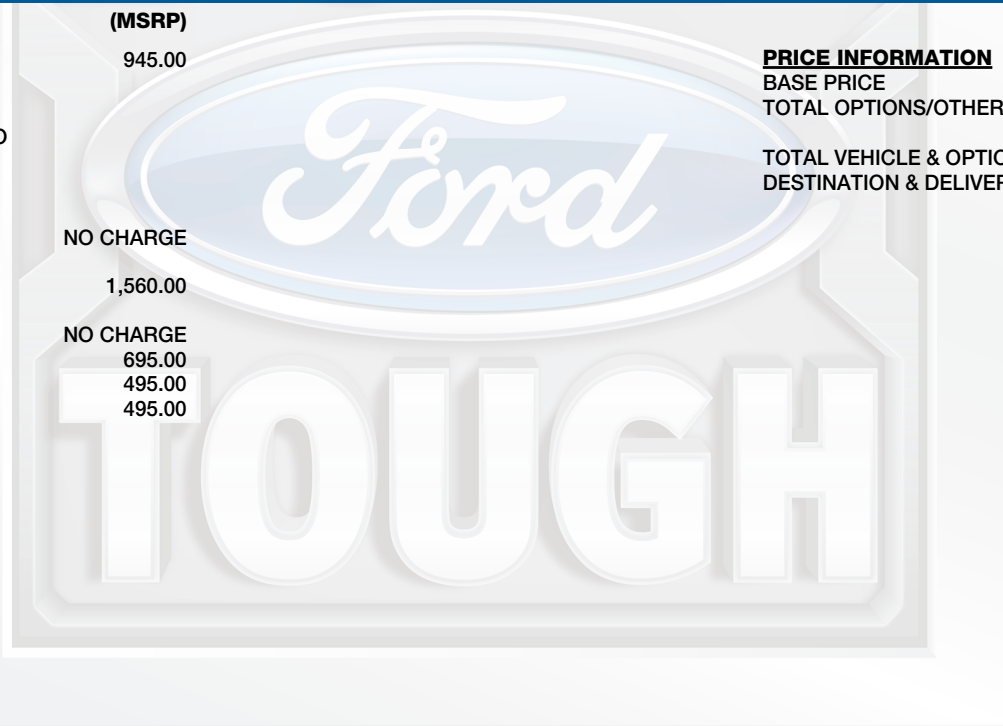 (MSRP)
945.00
NO CHARGE
1,560.00
NO CHARGE
695.00
495.00
495.00
PRICE INFORMATION
BASE PRICE
TOTAL OPTIONS/OTHER
TOTAL VEHICLE & OPTIO
DESTINATION & DELIVER
Ford
TOUGH